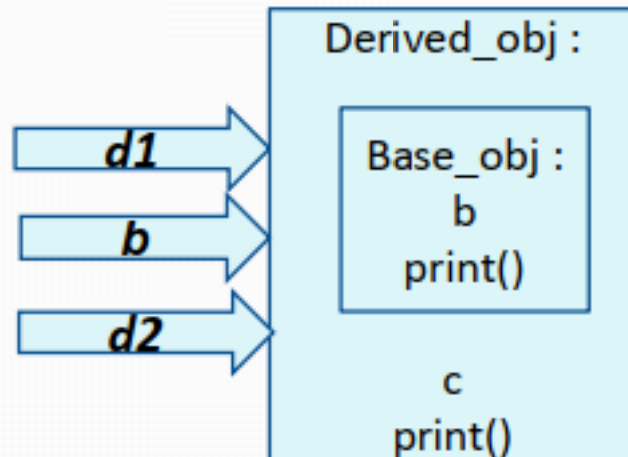 Derived_obj :
d1
b
d2
Base_obj :
b
print()
c
print()